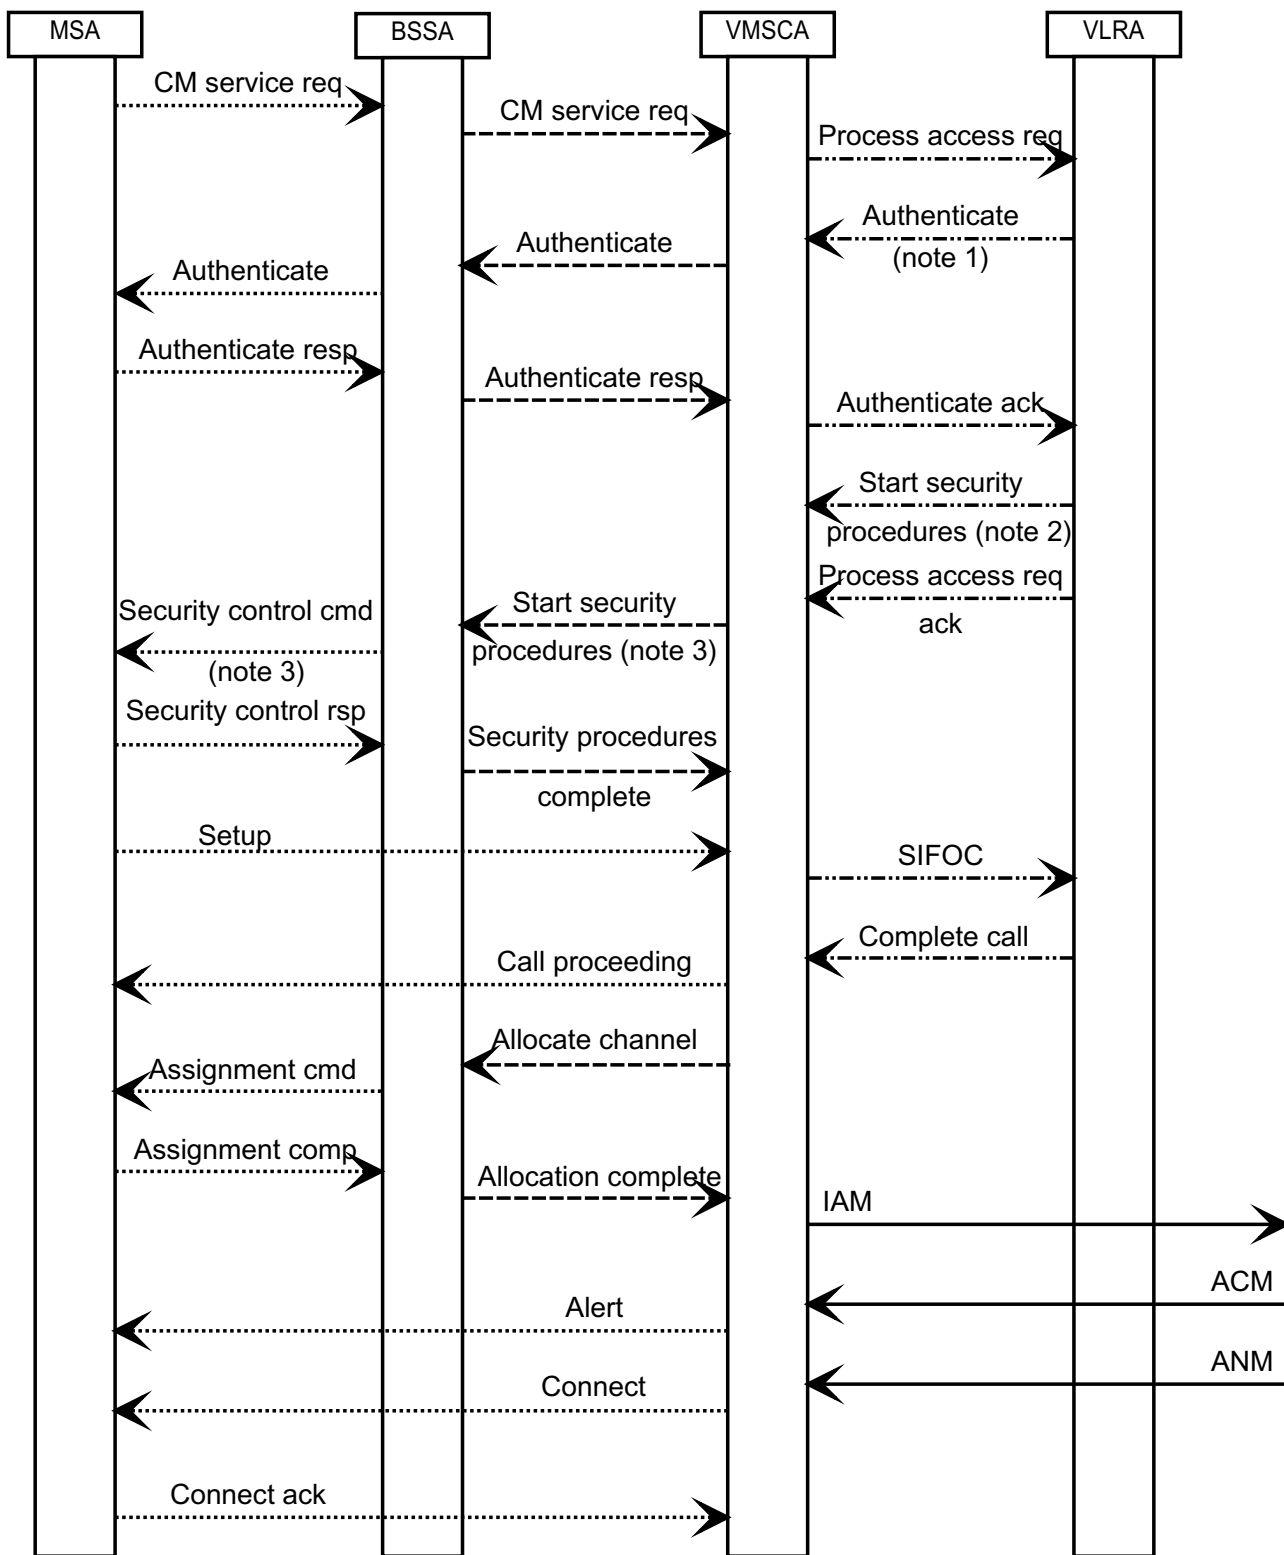 MSA
BSSA
VMSCA
VLRA
CM service req
CM service req
Process access req
Authenticate
(note 1)
Authenticate
Authenticate
Authenticate resp
Authenticate resp
Authenticate ack
Start security
procedures (note 2)
Process access req
ack
Start security
procedures (note 3)
Security control cmd
(note 3)
Security control rsp
Security procedures
complete
Setup
SIFOC
Complete call
Call proceeding
Allocate channel
Assignment cmd
Assignment comp
Allocation complete
IAM
ACM
Alert
ANM
Connect
Connect ack